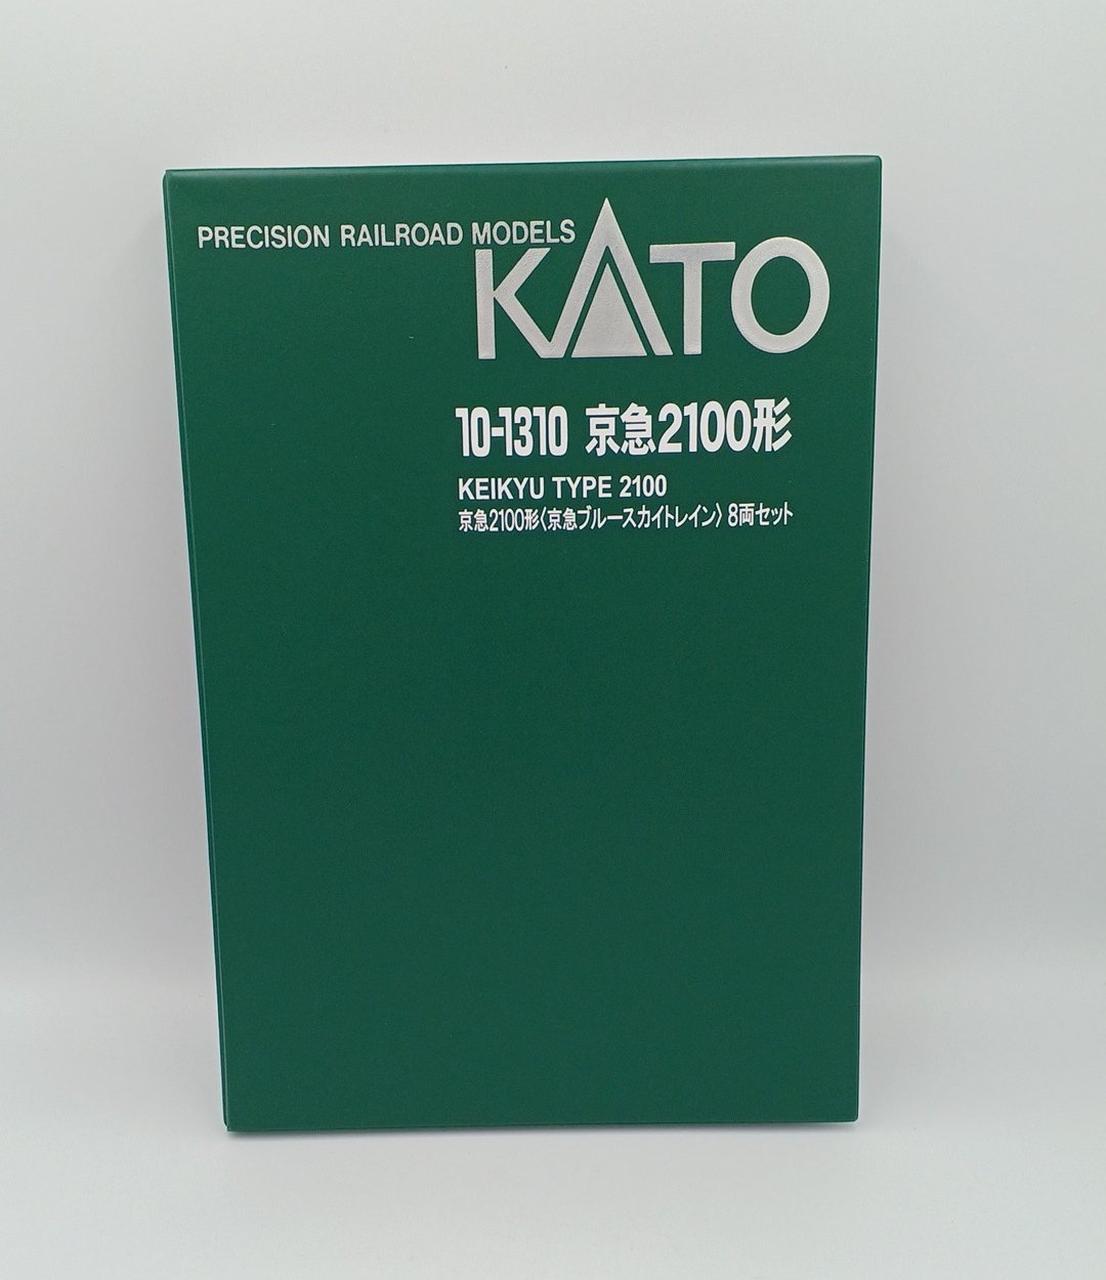 PRECISION RAILROAD MODELS
KATO
10-1310 京急2100形
KEIKYU TYPE 2100
京急2100形〈京急ブルースカイトレイン〉8両セット